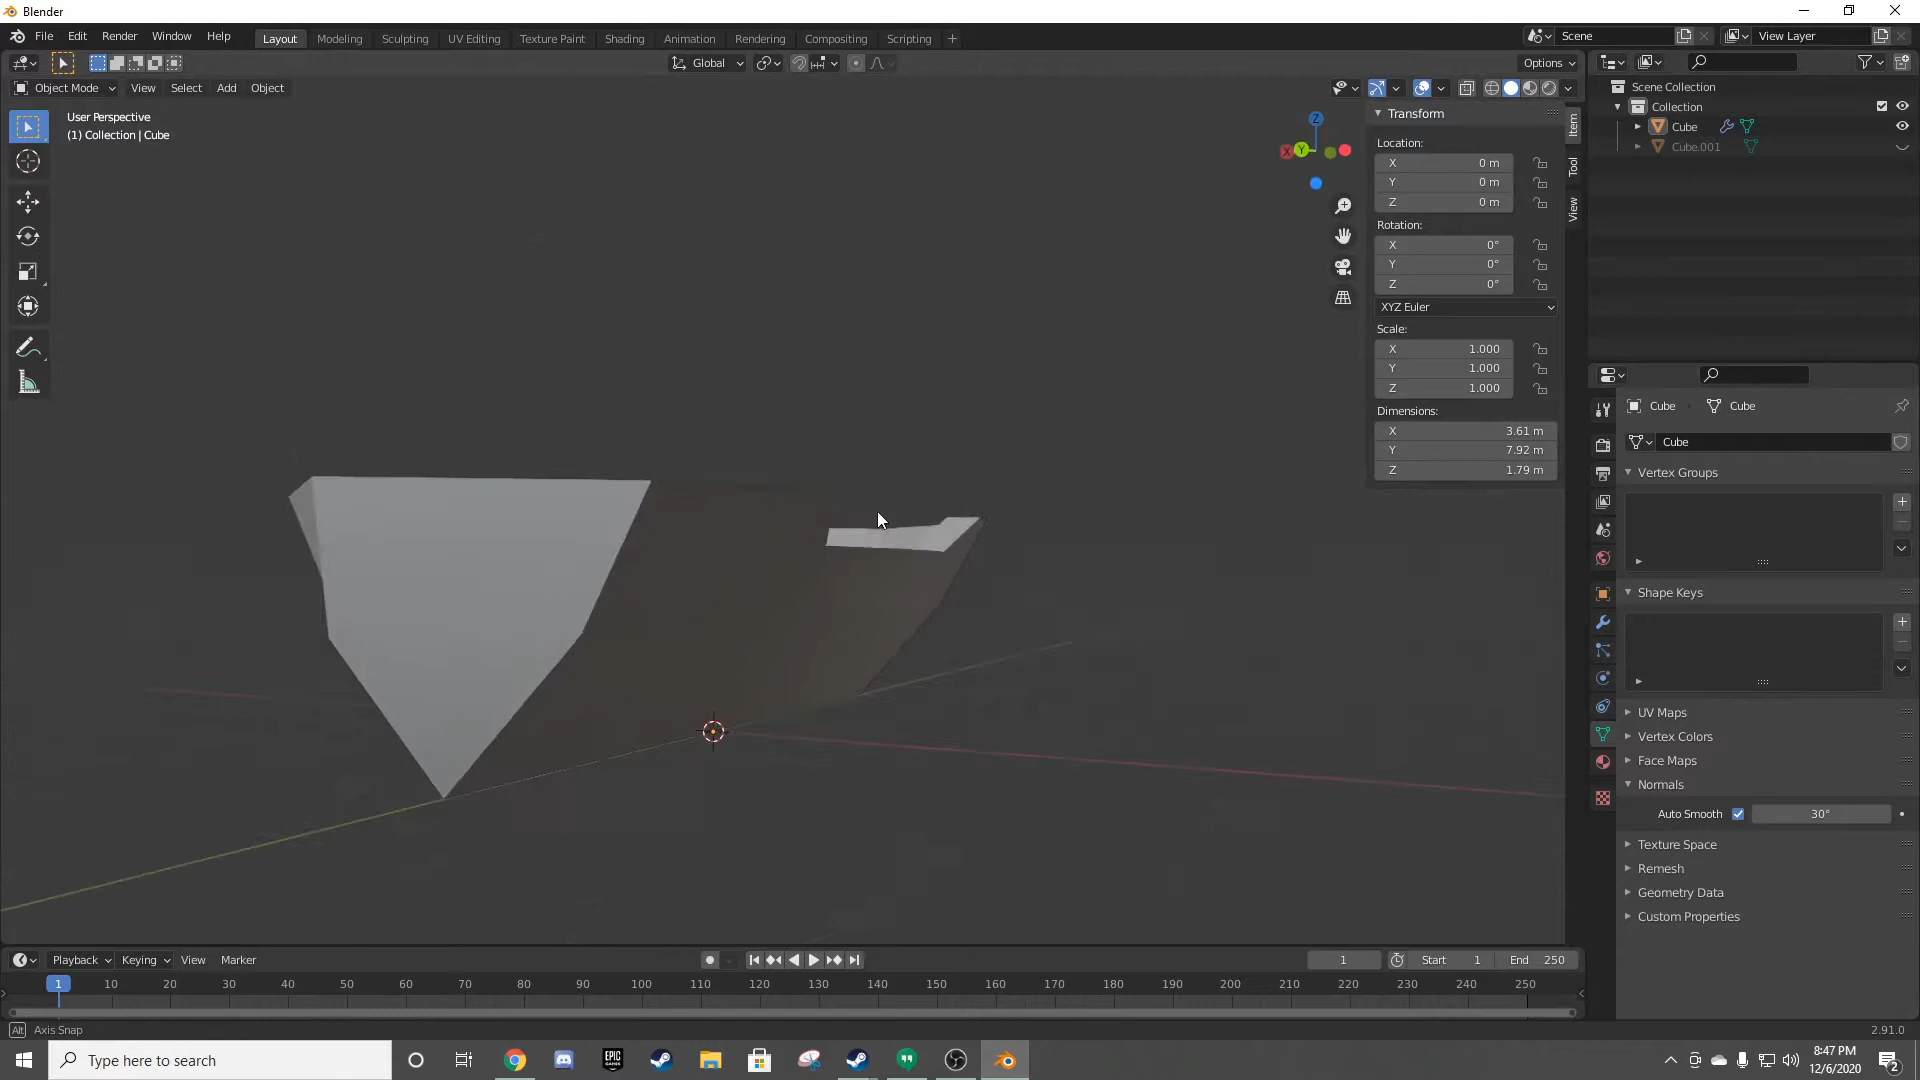 Blender
File Edit Render Window Help
Layout Modeling Sculpting UV Editing Texture Paint Shading Animation Rendering Compositing Scripting
Scene
View Layer
Global
Options
Object Mode View Select Add Object
User Perspective
(1) Collection | Cube
Z
X
Y
Transform
Location:
X 0 m
Y 0 m
Z 0 m
Rotation:
X 0°
Y 0°
Z 0°
XYZ Euler
Scale:
X 1.000
Y 1.000
Z 1.000
Dimensions:
X 3.61 m
Y 7.92 m
Z 1.79 m
Item
Tool
View
Scene Collection
Collection
Cube
Cube.001
Cube Cube
Cube
Vertex Groups
Shape Keys
UV Maps
Vertex Colors
Face Maps
Normals
Auto Smooth 30°
Texture Space
Remesh
Geometry Data
Custom Properties
Playback Keying View Marker
1 Start 1 End 250
1 10 20 30 40 50 60 70 80 90 100 110 120 130 140 150 160 170 180 190 200 210 220 230 240 250
Alt Axis Snap
2.91.0
Type here to search
EPIC GAMES
8:47 PM
12/6/2020
2